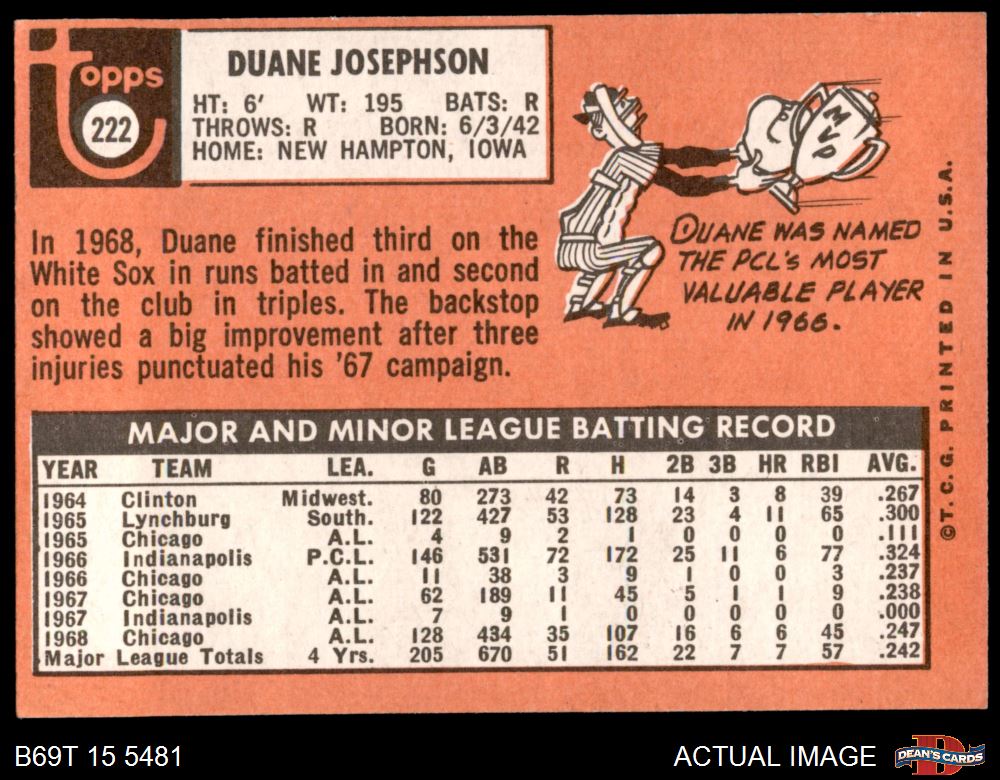 topps
222
DUANE JOSEPHSON
HT: 6' WT: 195 BATS: R
THROWS: R BORN: 6/3/42
HOME: NEW HAMPTON, IOWA
MVP
DUANE WAS NAMED
THE PCL'S MOST
VALUABLE PLAYER
IN 1966.
In 1968, Duane finished third on the
White Sox in runs batted in and second
on the club in triples. The backstop
showed a big improvement after three
injuries punctuated his '67 campaign.
MAJOR AND MINOR LEAGUE BATTING RECORD
YEAR TEAM LEA. G AB R H 2B 3B HR RBI AVG.
1964 Clinton Midwest. 80 273 42 73 14 3 8 39 .267
1965 Lynchburg South. 122 427 53 128 23 4 11 65 .300
1965 Chicago A.L. 4 9 2 1 0 0 0 0 .111
1966 Indianapolis P.C.L. 146 531 72 172 25 11 6 77 .324
1966 Chicago A.L. 11 38 3 9 1 0 0 3 .237
1967 Chicago A.L. 62 189 11 45 5 1 1 9 .238
1967 Indianapolis A.L. 7 9 1 0 0 0 0 0 .000
1968 Chicago A.L. 128 434 35 107 16 6 6 45 .247
Major League Totals 4 Yrs. 205 670 51 162 22 7 7 57 .242
©T.C.G. PRINTED IN U.S.A.
B69T 15 5481
ACTUAL IMAGE
DEAN'S CARDS